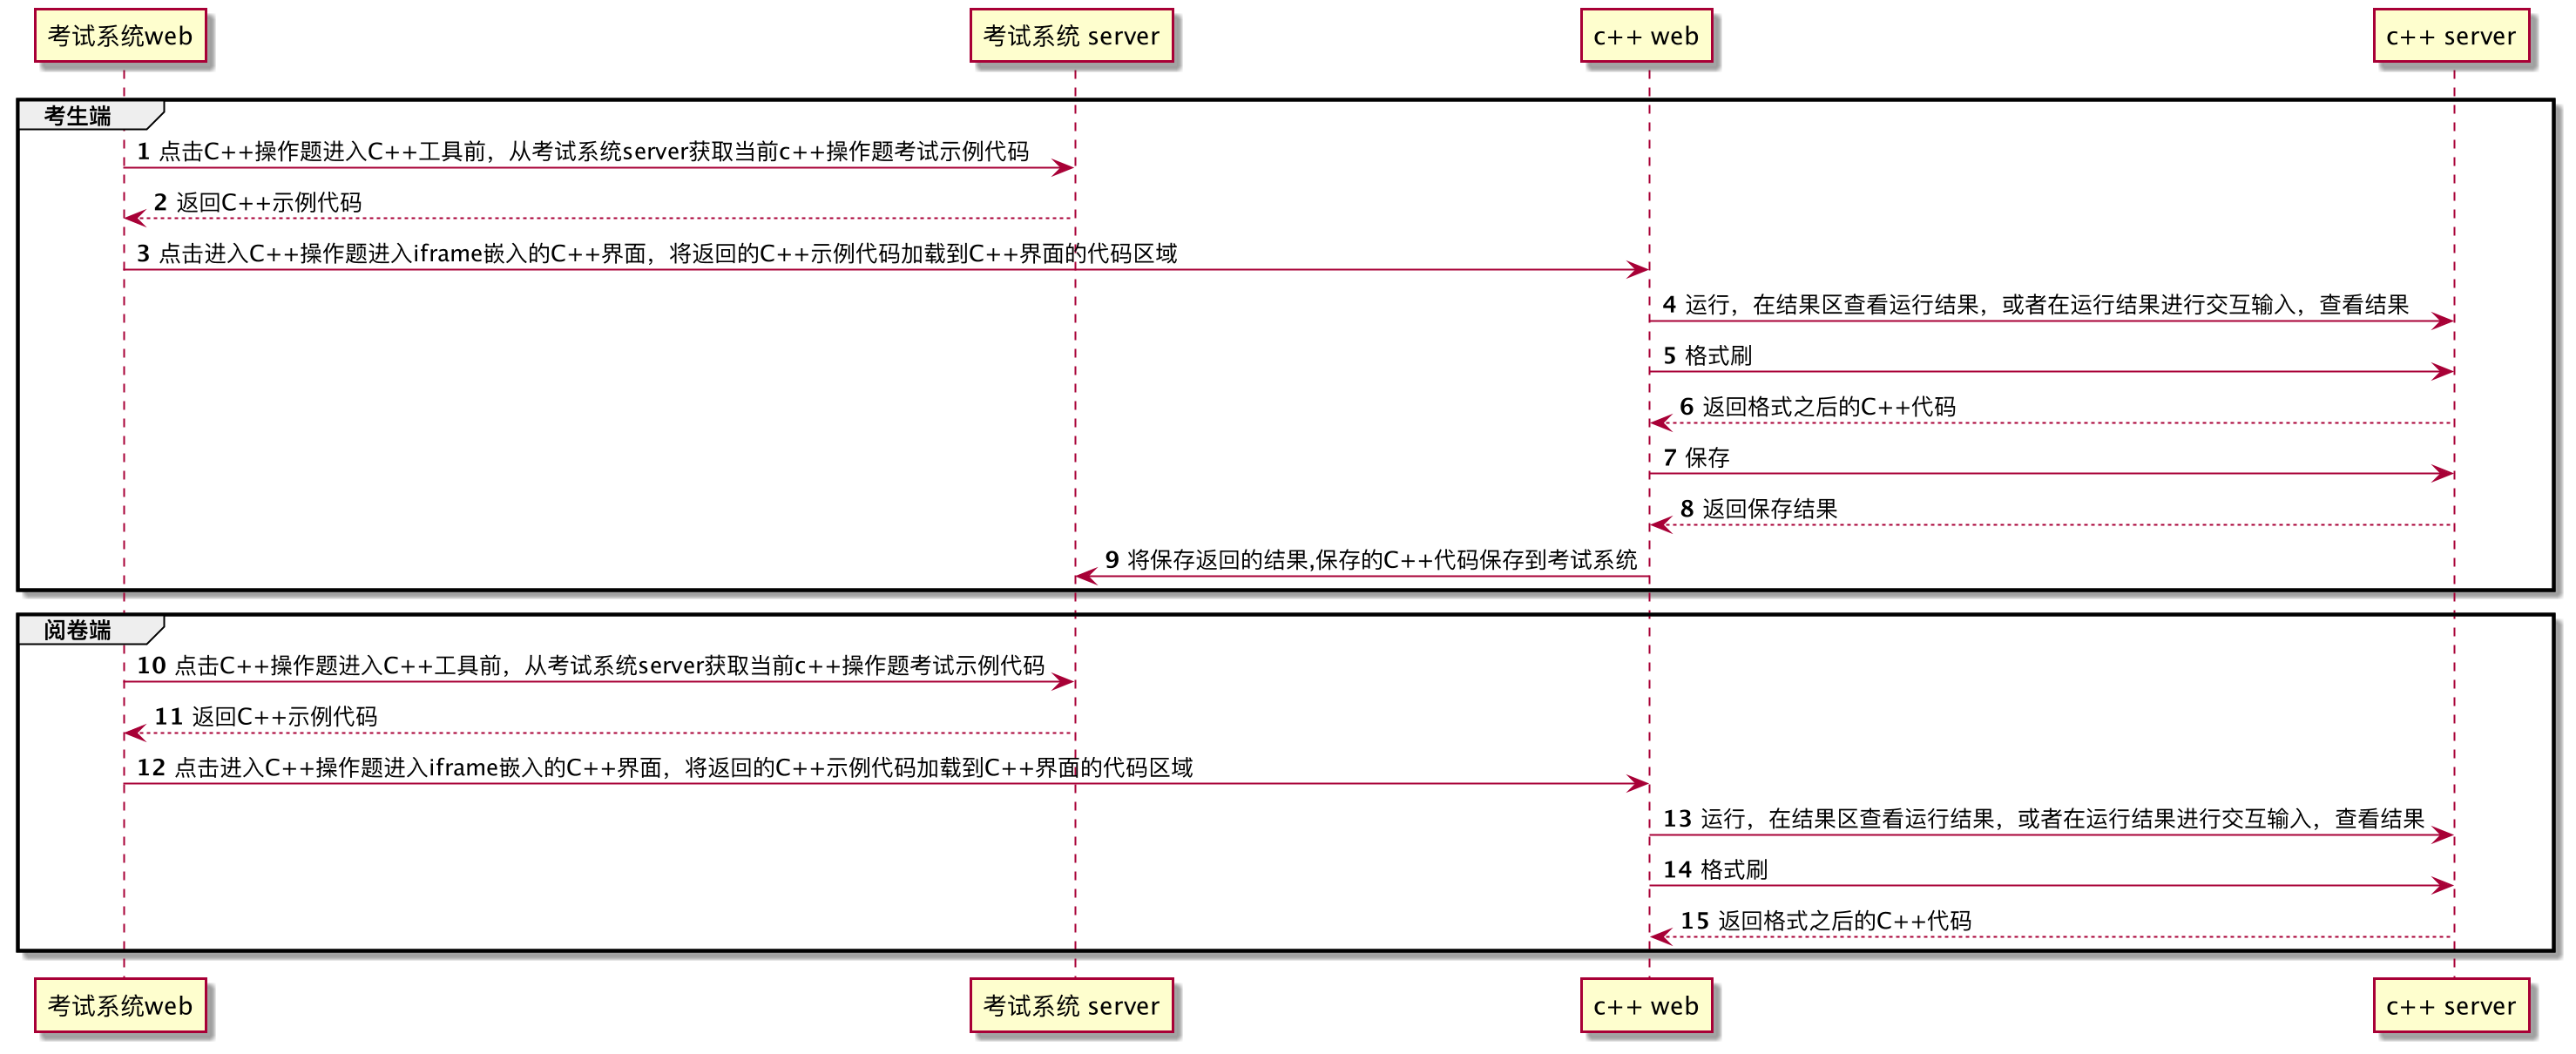 考试系统web
考试系统 server
c++ web
c++ server
考生端
1 点击C++操作题进入C++工具前，从考试系统server获取当前c++操作题考试示例代码
2 返回C++示例代码
3 点击进入C++操作题进入iframe嵌入的C++界面，将返回的C++示例代码加载到C++界面的代码区域
4 运行，在结果区查看运行结果，或者在运行结果进行交互输入，查看结果
5 格式刷
6 返回格式之后的C++代码
7 保存
8 返回保存结果
9 将保存返回的结果,保存的C++代码保存到考试系统
阅卷端
10 点击C++操作题进入C++工具前，从考试系统server获取当前c++操作题考试示例代码
11 返回C++示例代码
12 点击进入C++操作题进入iframe嵌入的C++界面，将返回的C++示例代码加载到C++界面的代码区域
13 运行，在结果区查看运行结果，或者在运行结果进行交互输入，查看结果
14 格式刷
15 返回格式之后的C++代码
考试系统web
考试系统 server
c++ web
c++ server